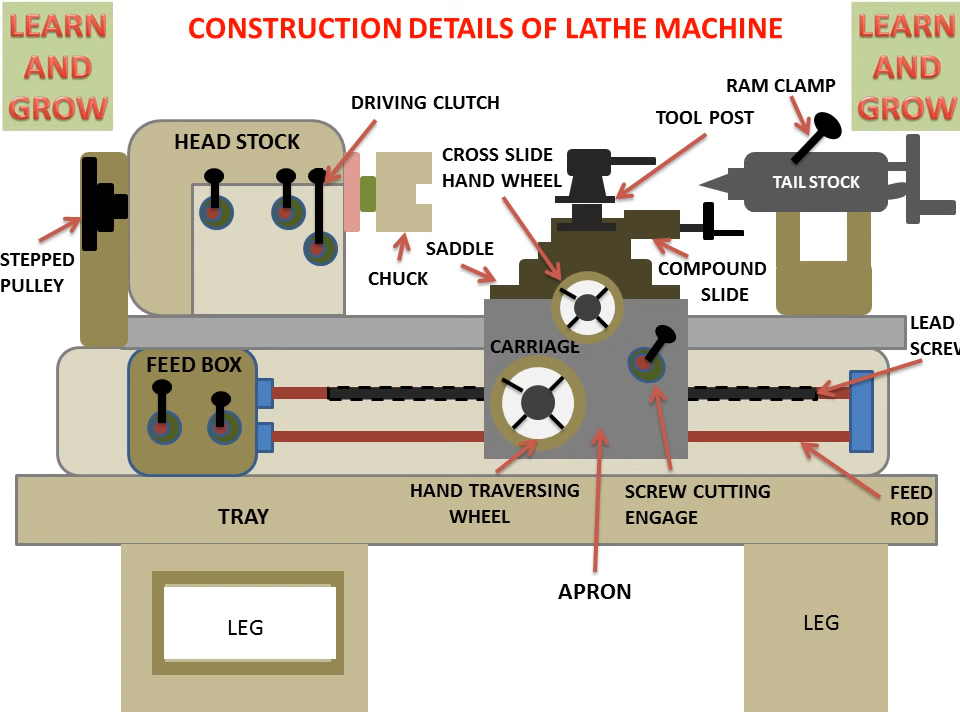 LEARN
AND
GROW
CONSTRUCTION DETAILS OF LATHE MACHINE
LEARN
AND
GROW
RAM CLAMP
DRIVING CLUTCH
TOOL POST
HEAD STOCK
CROSS SLIDE
HAND WHEEL
TAIL STOCK
STEPPED
PULLEY
SADDLE
CHUCK
COMPOUND
SLIDE
LEAD
SCREW
CARRIAGE
FEED BOX
HAND TRAVERSING
WHEEL
SCREW CUTTING
ENGAGE
FEED
ROD
TRAY
APRON
LEG
LEG